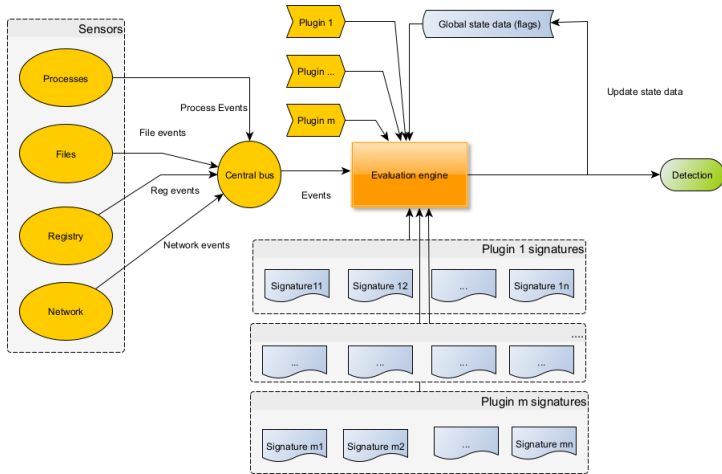 Sensors
Processes
Files
Registry
Network
Process Events
File events
Reg events
Network events
Central bus
Events
Plugin 1
Plugin ...
Plugin m
Global state data (flags)
Evaluation engine
Update state data
Detection
Plugin 1 signatures
Signature11
Signature 12
...
Signature 1n
....
...
...
...
...
Plugin m signatures
Signature m1
Signature m2
...
Signature mn